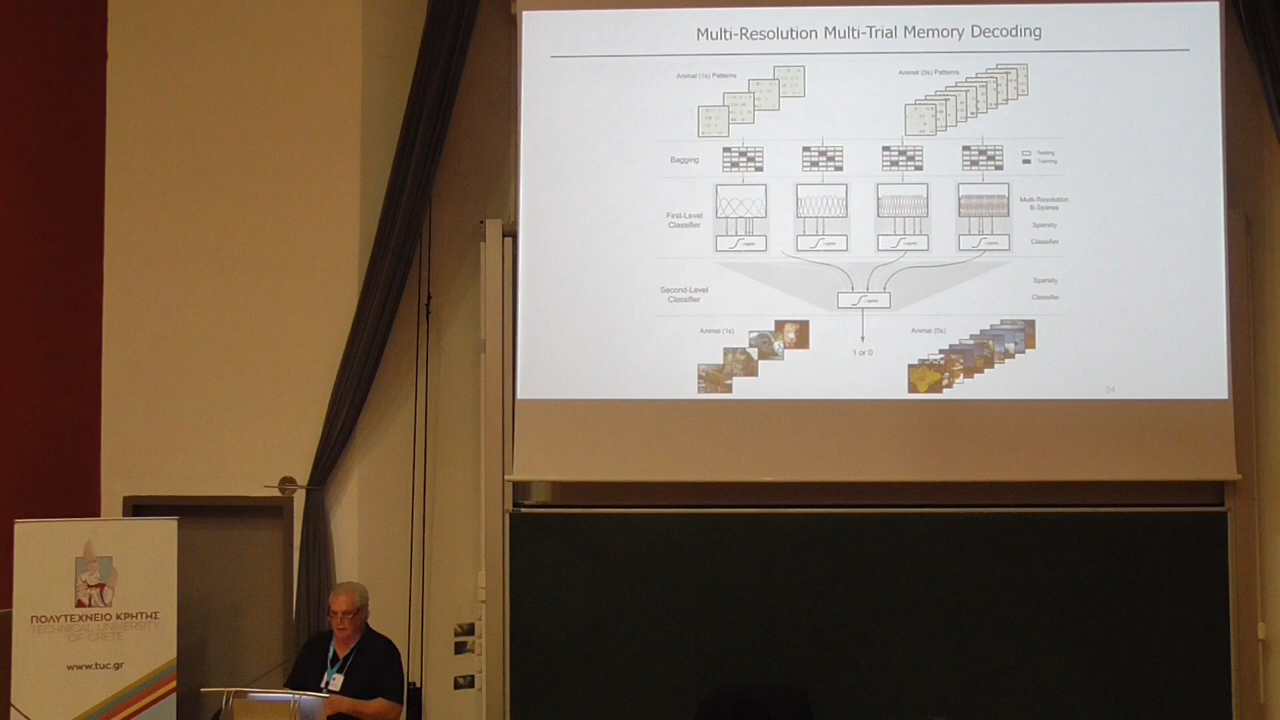 Multi-Resolution Multi-Trial Memory Decoding
Animal (1s) Patterns
Animal (0s) Patterns
Bagging
Testing
Training
First-Level
Classifier
Multi-Resolution
B-Splines
Sparsity
Classifier
Second-Level
Classifier
Sparsity
Classifier
Animal (1s)
Animal (0s)
1 or 0
34
ΠΟΛΥΤΕΧΝΕΙΟ ΚΡΗΤΗΣ
TECHNICAL UNIVERSITY
OF CRETE
www.tuc.gr